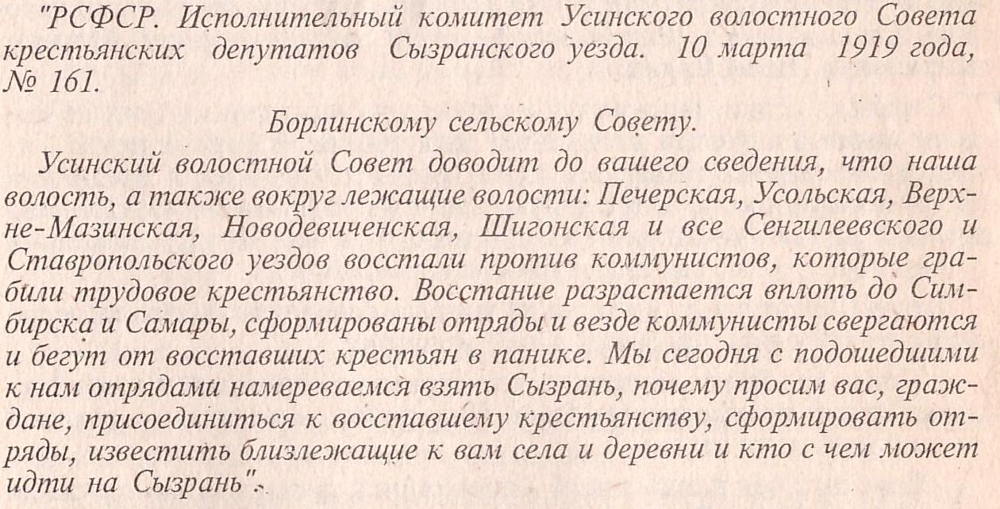 "РСФСР. Исполнительный комитет Усинского волостного Совета
крестьянских депутатов Сызранского уезда. 10 марта 1919 года,
№ 161.
Борлинскому сельскому Совету.
Усинский волостной Совет доводит до вашего сведения, что наша
волость, а также вокруг лежащие волости: Печерская, Усольская, Верх-
не-Мазинская, Новодевиченская, Шигонская и все Сенгилеевского и
Ставропольского уездов восстали против коммунистов, которые гра-
били трудовое крестьянство. Восстание разрастается вплоть до Сим-
бирска и Самары, сформированы отряды и везде коммунисты свергаются
и бегут от восставших крестьян в панике. Мы сегодня с подошедшими
к нам отрядами намереваемся взять Сызрань, почему просим вас, граж-
дане, присоединиться к восставшему крестьянству, сформировать от-
ряды, известить близлежащие к вам села и деревни и кто с чем может
идти на Сызрань".